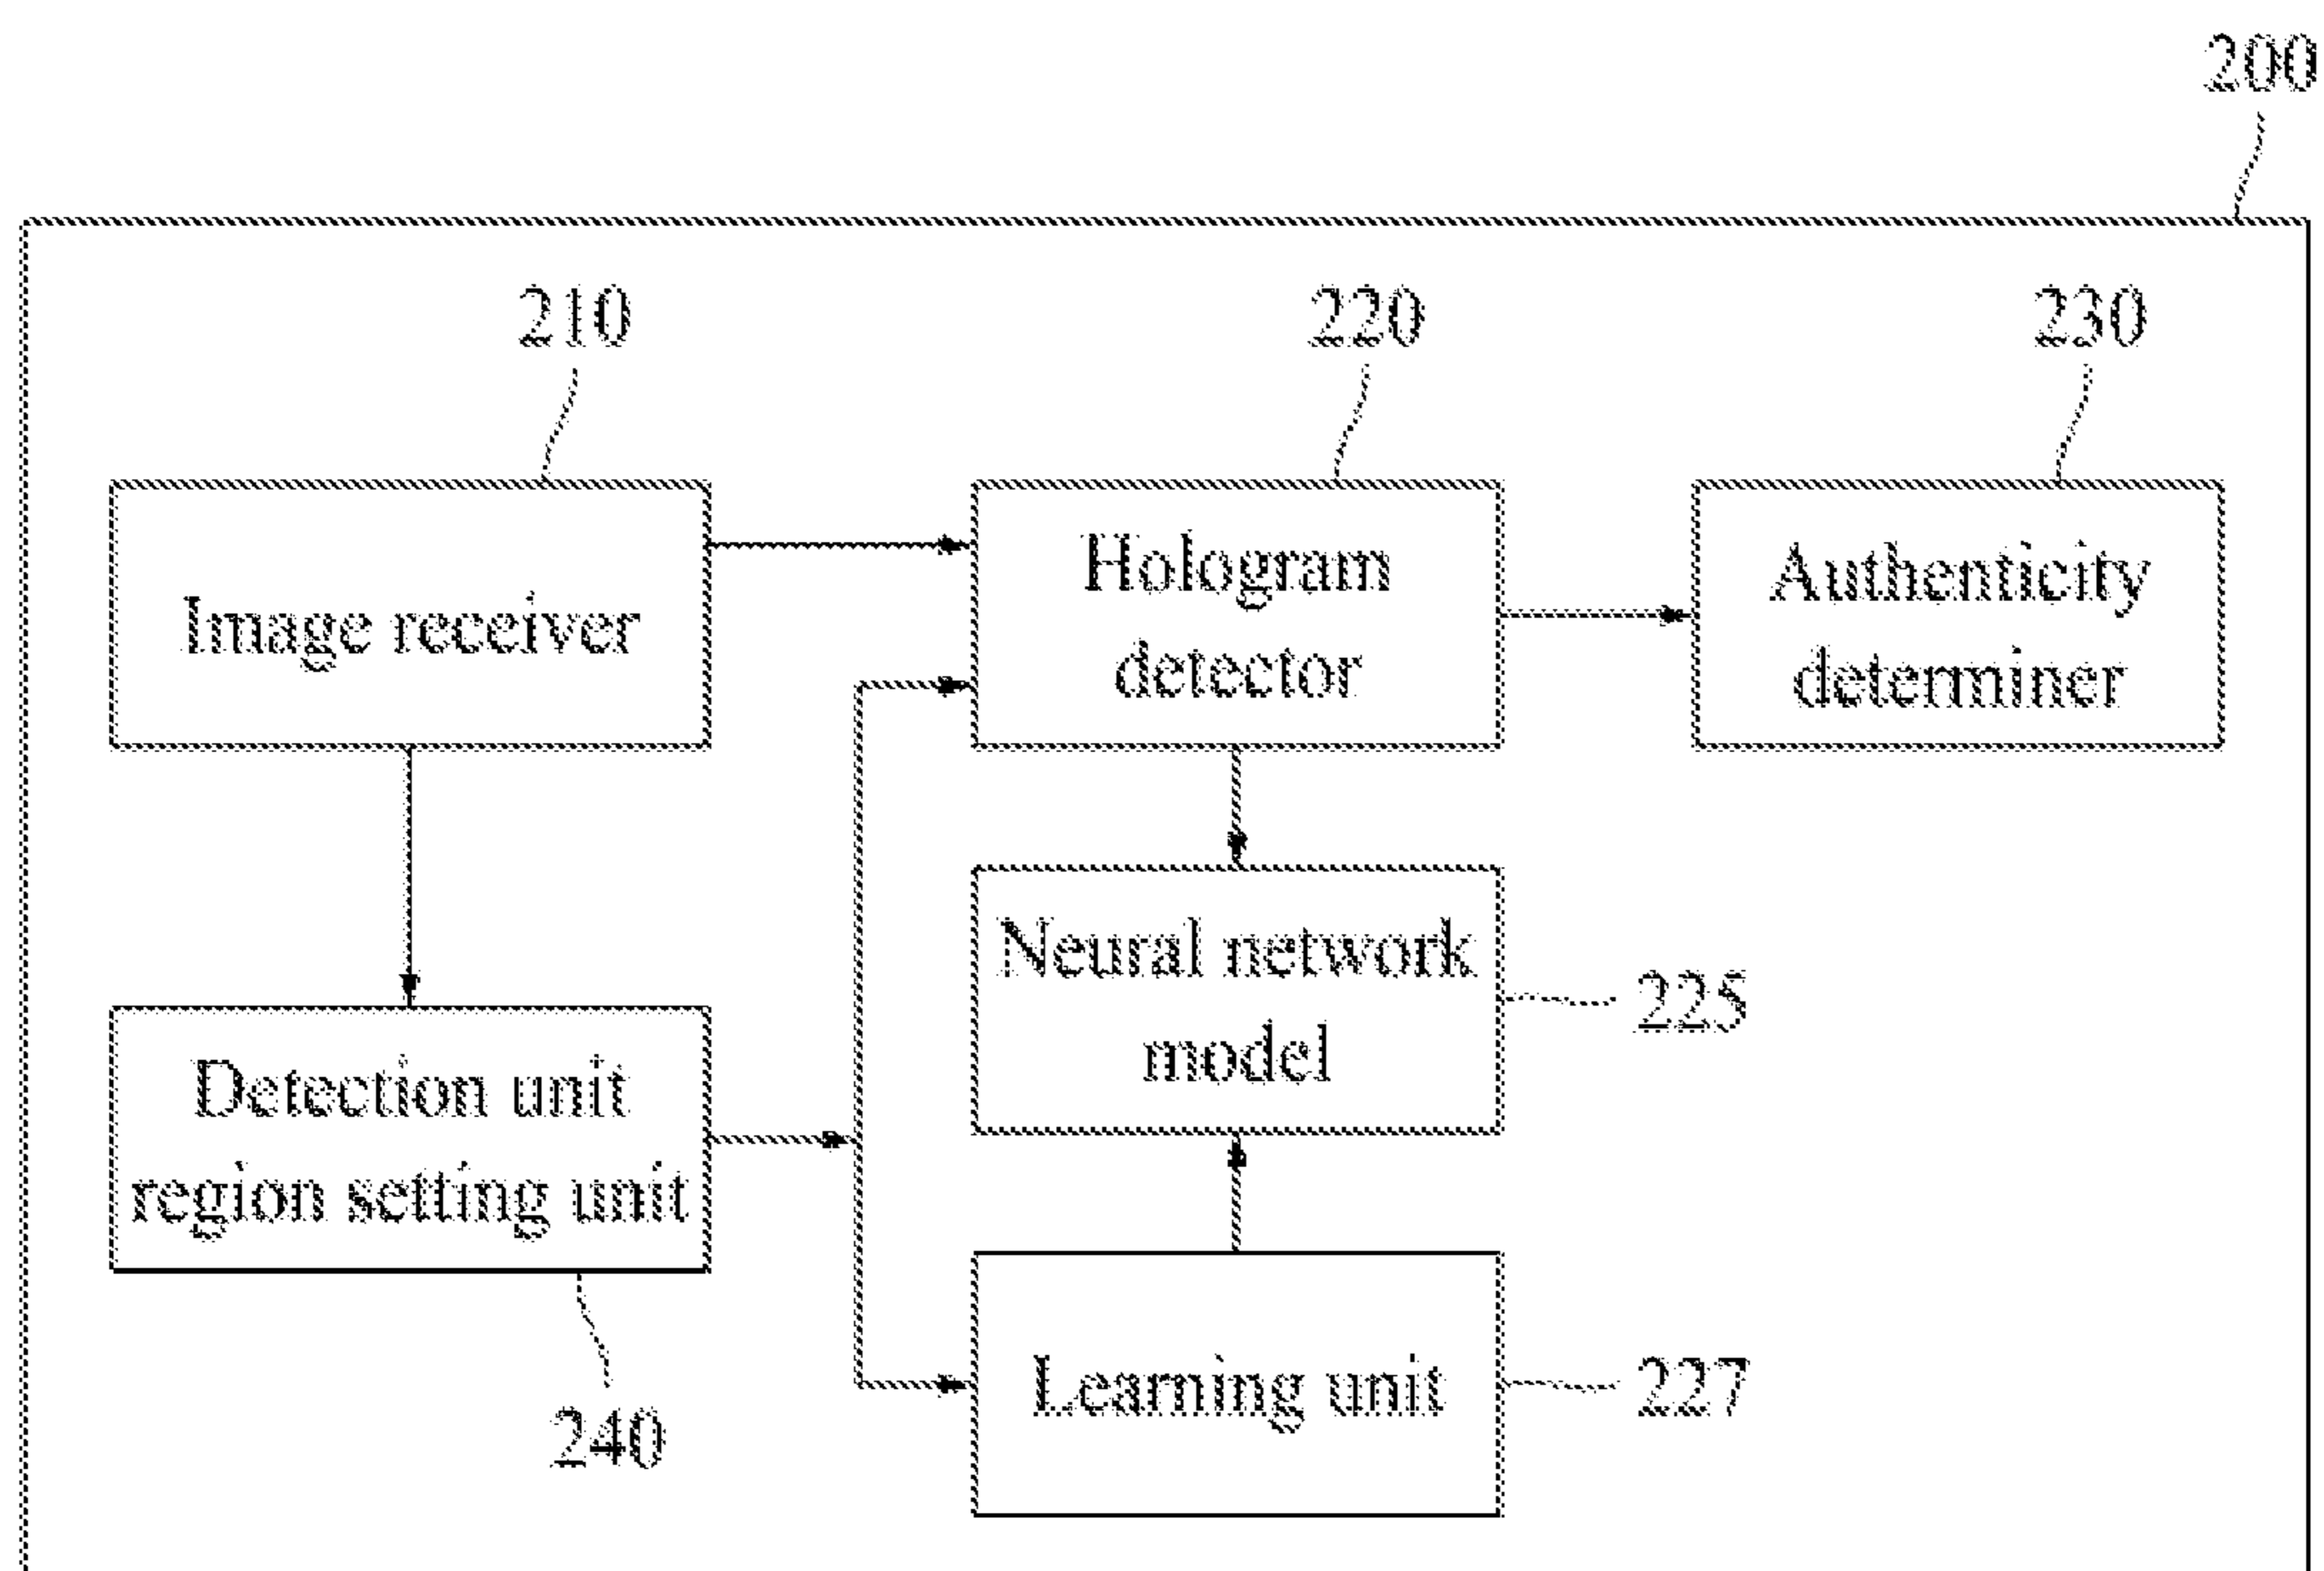 200
210
220
230
Image receiver
Hologram
detector
Authenticity
determiner
Neural network
model
225
Detection unit
region setting unit
240
Learning unit
227